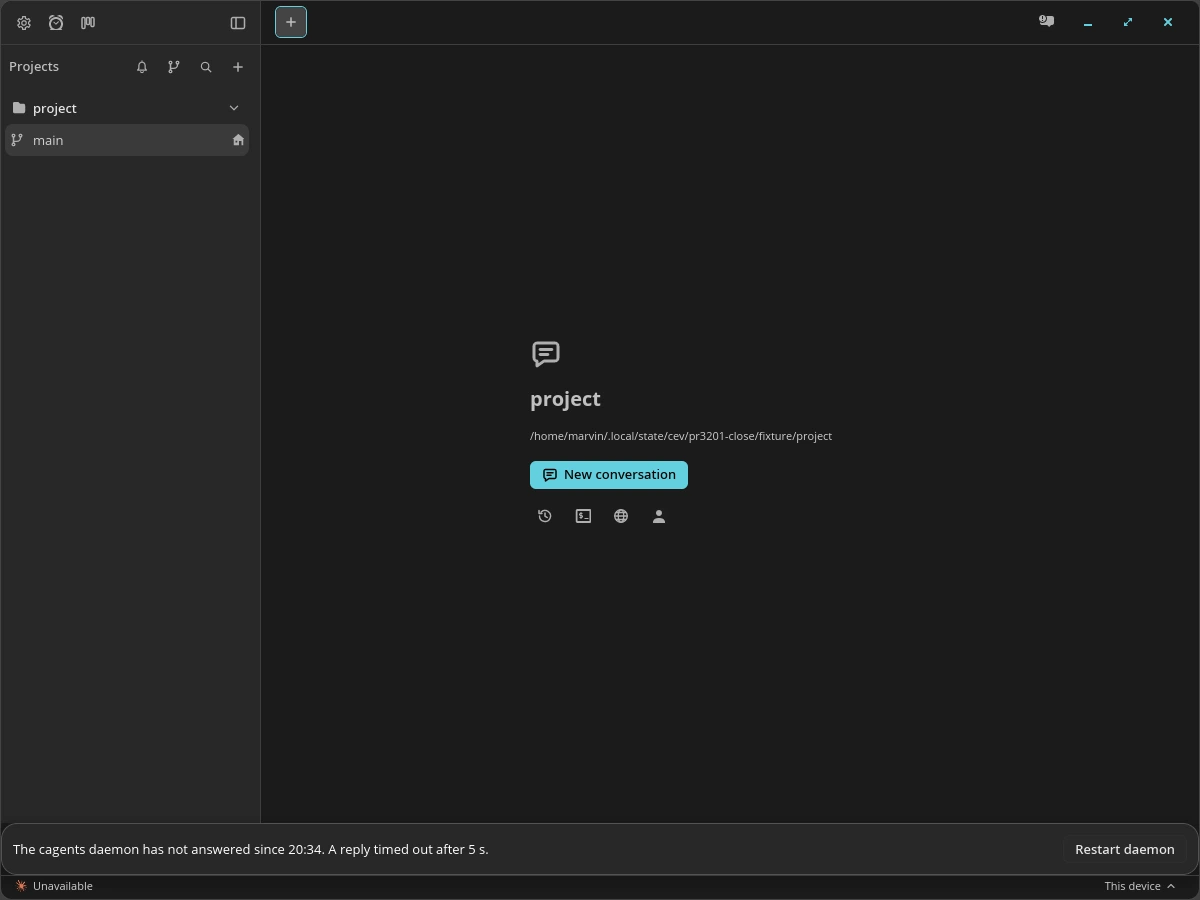 Projects
project
main
project
/home/marvin/.local/state/cev/pr3201-close/fixture/project
New conversation
The cagents daemon has not answered since 20:34. A reply timed out after 5 s.
Restart daemon
Unavailable
This device